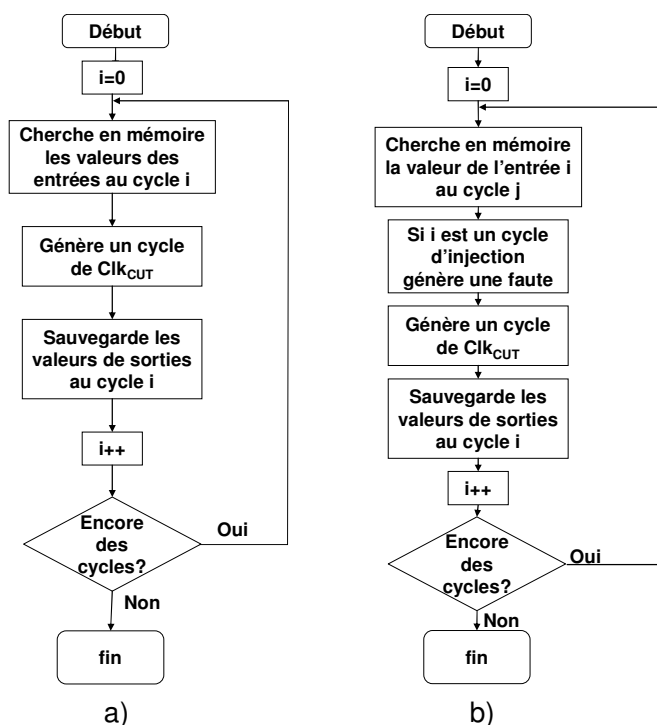 Début
i=0
Cherche en mémoire
les valeurs des
entrées au cycle i
Génère un cycle
de ClkCUT
Sauvegarde les
valeurs de sorties
au cycle i
i++
Encore
des
cycles?
Oui
Non
fin
a)
Début
i=0
Cherche en mémoire
la valeur de l'entrée i
au cycle j
Si i est un cycle
d'injection
génère une faute
Génère un cycle
de ClkCUT
Sauvegarde les
valeurs de sorties
au cycle i
i++
Encore
des
cycles?
Oui
Non
fin
b)